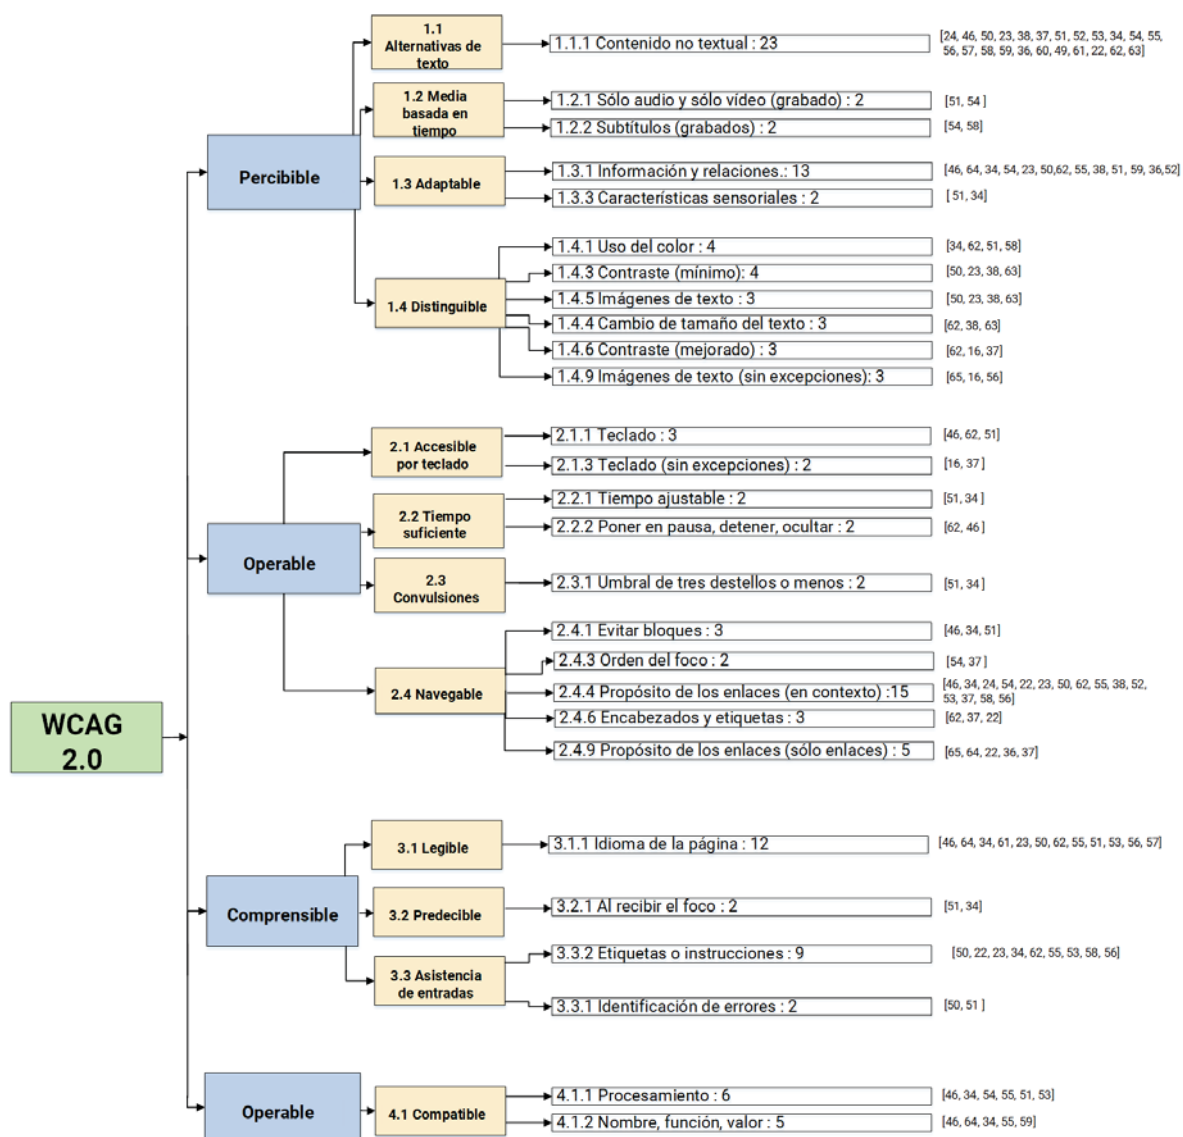 1.1
Alternativas de
texto
1.1.1 Contenido no textual : 23
[24, 46, 50, 23, 38, 37, 51, 52, 53, 34, 54, 55,
56, 57, 58, 59, 36, 60, 49, 61, 22, 62, 63]
1.2 Media
basada en
tiempo
1.2.1 Sólo audio y sólo vídeo (grabado) : 2
[51, 54 ]
1.2.2 Subtítulos (grabados) : 2
[54, 58]
Percibible
1.3 Adaptable
1.3.1 Información y relaciones.: 13
[46, 64, 34, 54, 23, 50,62, 55, 38, 51, 59, 36,52]
1.3.3 Características sensoriales : 2
[ 51, 34]
1.4 Distinguible
1.4.1 Uso del color : 4
[34, 62, 51, 58]
1.4.3 Contraste (mínimo): 4
[50, 23, 38, 63]
1.4.5 Imágenes de texto : 3
[50, 23, 38, 63]
1.4.4 Cambio de tamaño del texto : 3
[62, 38, 63]
1.4.6 Contraste (mejorado) : 3
[62, 16, 37]
1.4.9 Imágenes de texto (sin excepciones): 3
[65, 16, 56]
2.1 Accesible
por teclado
2.1.1 Teclado : 3
[46, 62, 51]
2.1.3 Teclado (sin excepciones) : 2
[16, 37]
2.2 Tiempo
suficiente
2.2.1 Tiempo ajustable : 2
[51, 34 ]
2.2.2 Poner en pausa, detener, ocultar : 2
[62, 46]
Operable
2.3
Convulsiones
2.3.1 Umbral de tres destellos o menos : 2
[51, 34]
2.4 Navegable
2.4.1 Evitar bloques : 3
[46, 34, 51]
2.4.3 Orden del foco : 2
[54, 37]
2.4.4 Propósito de los enlaces (en contexto) :15
[46, 34, 24, 54, 22, 23, 50, 62, 55, 38, 52,
53, 37, 58, 56]
2.4.6 Encabezados y etiquetas : 3
[62, 37, 22]
2.4.9 Propósito de los enlaces (sólo enlaces) : 5
[65, 64, 22, 36, 37]
WCAG
2.0
3.1 Legible
3.1.1 Idioma de la página : 12
[46, 64, 34, 61, 23, 50, 62, 55, 51, 53, 56, 57]
Comprensible
3.2 Predecible
3.2.1 Al recibir el foco : 2
[51, 34]
3.3 Asistencia
de entradas
3.3.2 Etiquetas o instrucciones : 9
[50, 22, 23, 34, 62, 55, 53, 58, 56]
3.3.1 Identificación de errores : 2
[50, 51 ]
Operable
4.1 Compatible
4.1.1 Procesamiento : 6
[46, 34, 54, 55, 51, 53]
4.1.2 Nombre, función, valor : 5
[46, 64, 34, 55, 59]